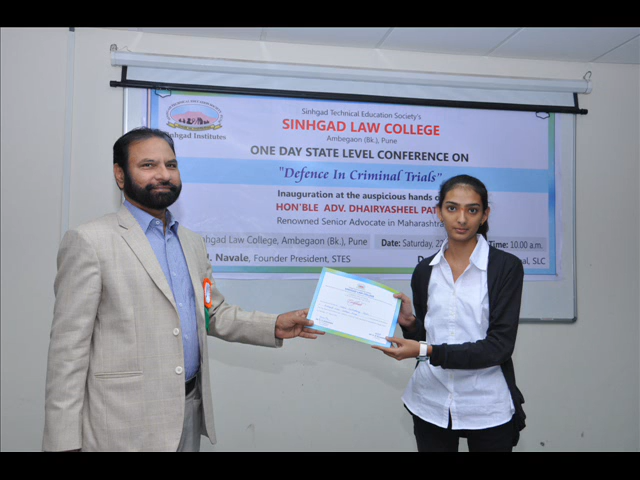 Sinhgad Technical Education Society's
SINHGAD LAW COLLEGE
Ambegaon (Bk.), Pune
Sinhgad Institutes
ONE DAY STATE LEVEL CONFERENCE ON
"Defence In Criminal Trials"
Inauguration at the auspicious hands
HON'BLE ADV. DHAIRYASHEEL
Renowned Senior Advocate in Maharashtra
Sinhgad Law College, Ambegaon (Bk.), Pune Date: Saturday, Time: 10.00 a.m.
Navale, Founder President, STES SLC